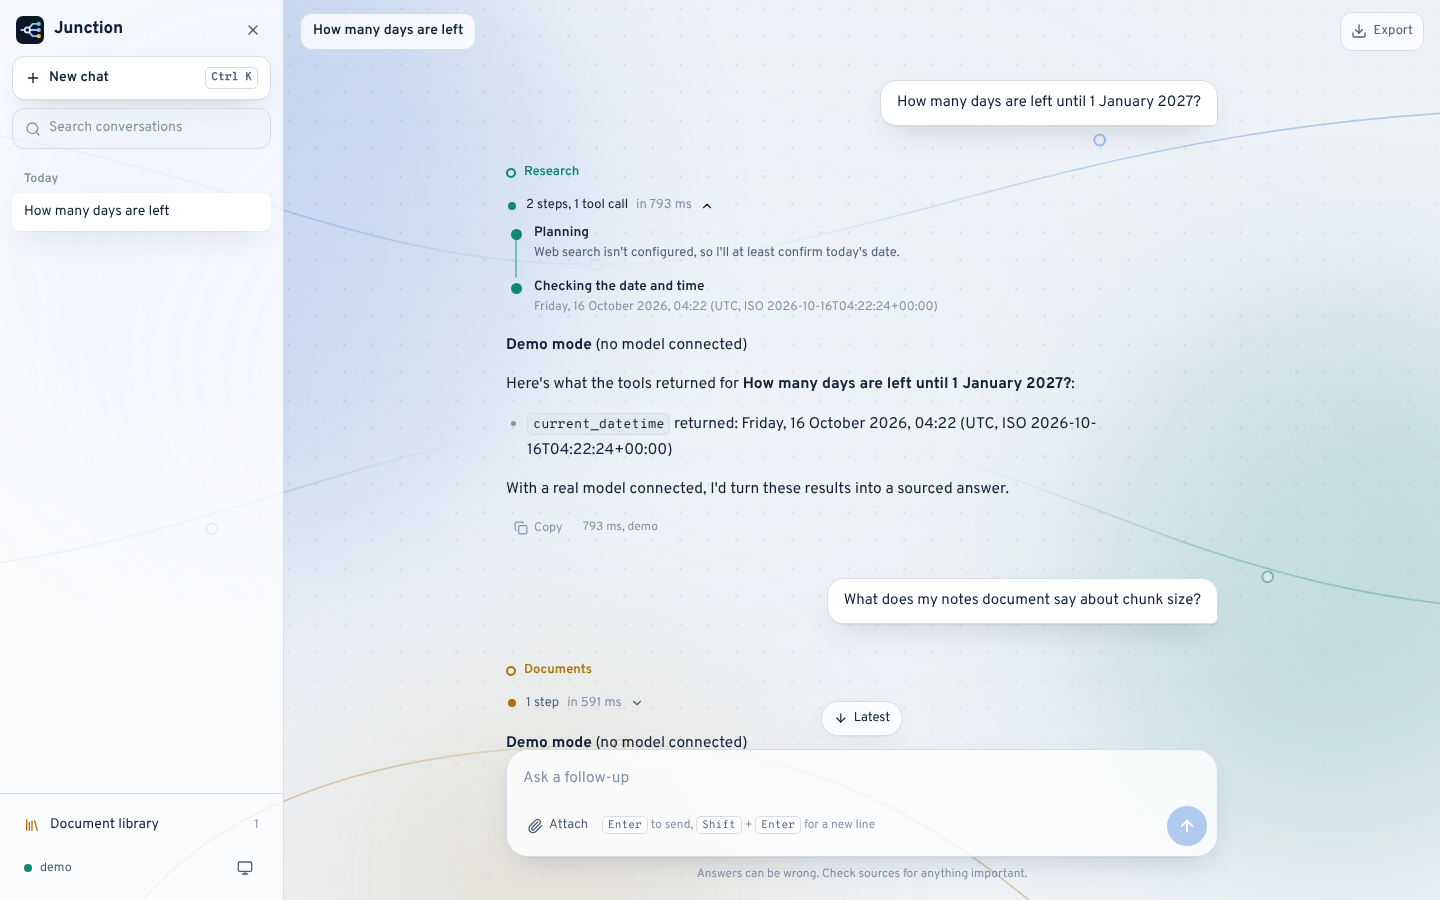 Junction
New chat
Ctrl K
Search conversations
Today
How many days are left
Document library
1
demo
How many days are left
Export
How many days are left until 1 January 2027?
Research
2 steps, 1 tool call in 793 ms
Planning
Web search isn't configured, so I'll at least confirm today's date.
Checking the date and time
Friday, 16 October 2026, 04:22 (UTC, ISO 2026-10-16T04:22:24+00:00)
Demo mode (no model connected)
Here's what the tools returned for How many days are left until 1 January 2027?:
current_datetime returned: Friday, 16 October 2026, 04:22 (UTC, ISO 2026-10-
16T04:22:24+00:00)
With a real model connected, I'd turn these results into a sourced answer.
Copy
793 ms, demo
What does my notes document say about chunk size?
Documents
1 step in 591 ms
Latest
Demo mode (no model connected)
Ask a follow-up
Attach
Enter to send, Shift + Enter for a new line
Answers can be wrong. Check sources for anything important.